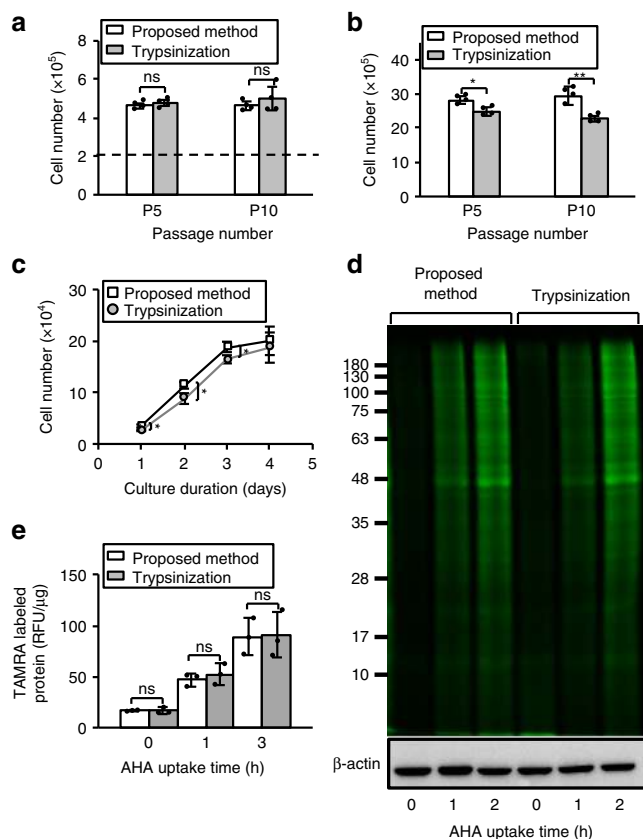 a
Proposed method
Trypsinization
Cell number (×10⁵)
8
6
4
2
0
ns
ns
P5
P10
Passage number
b
Proposed method
Trypsinization
Cell number (×10⁵)
40
30
20
10
0
*
**
P5
P10
Passage number
c
Proposed method
Trypsinization
Cell number (×10⁴)
30
20
10
0
*
*
*
0 1 2 3 4 5
Culture duration (days)
d
Proposed
method
Trypsinization
180
130
100
75
63
48
35
28
17
10
β-actin
0 1 2 0 1 2
AHA uptake time (h)
e
Proposed method
Trypsinization
TAMRA labeled
protein (RFU/μg)
150
100
50
0
ns
ns
ns
0 1 3
AHA uptake time (h)